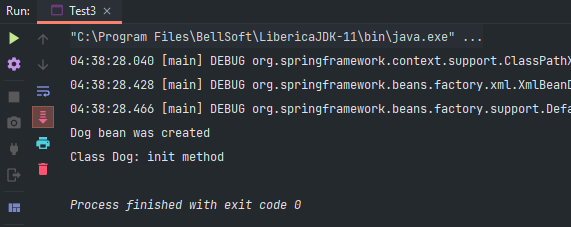 Run: Test3
"C:\Program Files\BellSoft\LibericaJDK-11\bin\java.exe" ...
04:38:28.040 [main] DEBUG org.springframework.context.support.ClassPathX
04:38:28.428 [main] DEBUG org.springframework.beans.factory.xml.XmlBeanD
04:38:28.466 [main] DEBUG org.springframework.beans.factory.support.Defa
Dog bean was created
Class Dog: init method
Process finished with exit code 0